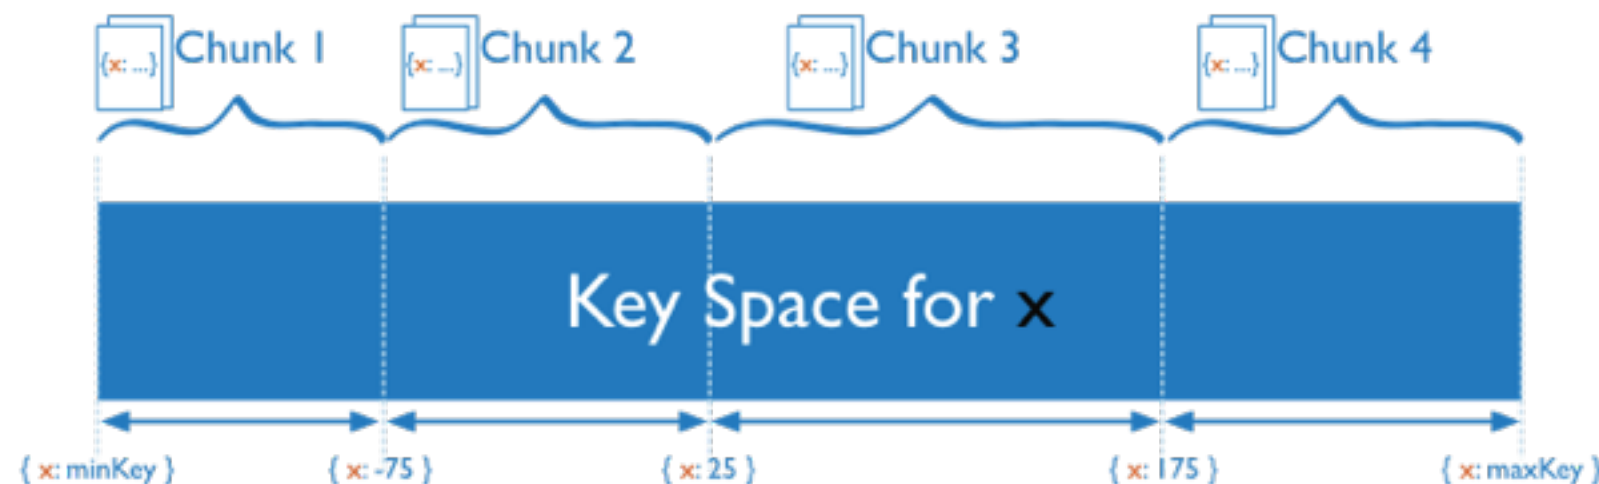 {x: ...} Chunk 1 {x: ...} Chunk 2 {x: ...} Chunk 3 {x: ...} Chunk 4
Key Space for x
{ x: minKey } { x: -75 } { x: 25 } { x: 175 } { x: maxKey }